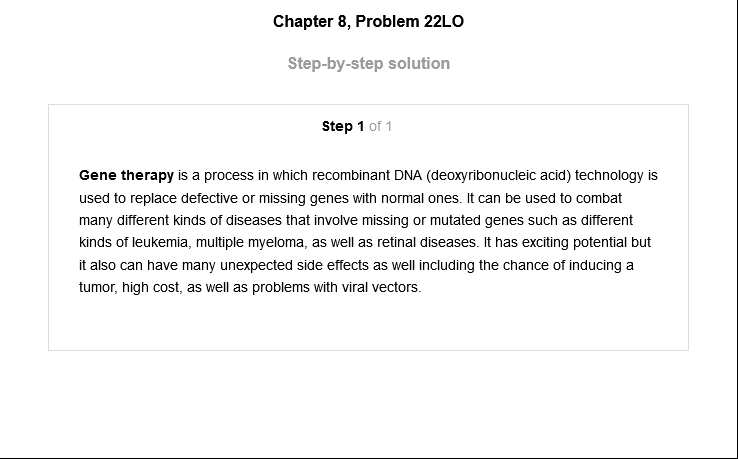 Chapter 8, Problem 22LO
Step-by-step solution
Step 1 of 1
Gene therapy is a process in which recombinant DNA (deoxyribonucleic acid) technology is
used to replace defective or missing genes with normal ones. It can be used to combat
many different kinds of diseases that involve missing or mutated genes such as different
kinds of leukemia, multiple myeloma, as well as retinal diseases. It has exciting potential but
it also can have many unexpected side effects as well including the chance of inducing a
tumor, high cost, as well as problems with viral vectors.